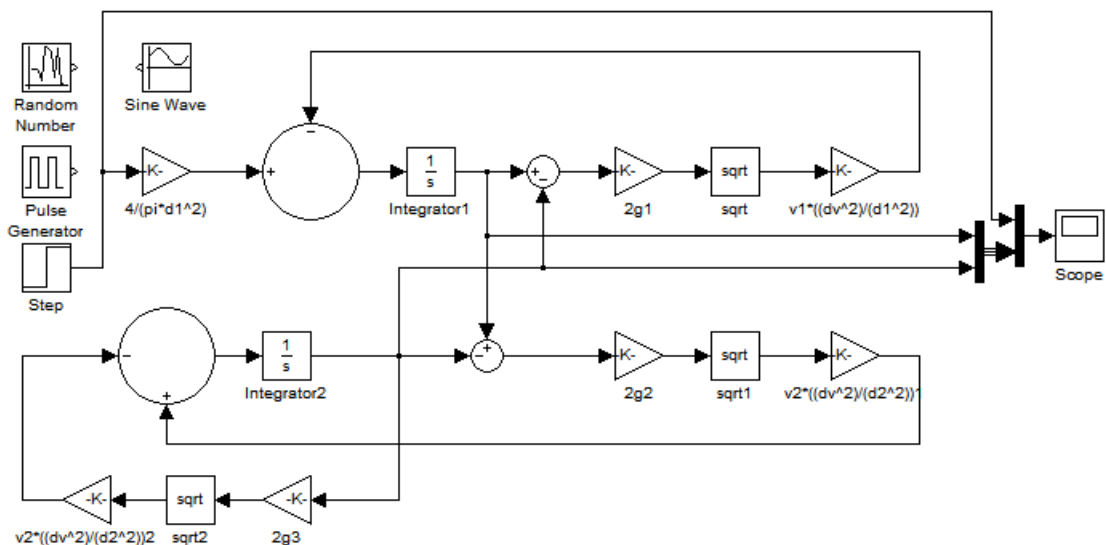 Random
Number
Sine Wave
Pulse
Generator
Step
-
+
K-
4/(pi*d1^2)
1
s
Integrator1
+
-
K-
2g1
sqrt
sqrt
K-
v1*((dv^2)/(d1^2))
Scope
-
+
1
s
Integrator2
-
+
K-
2g2
sqrt
sqrt1
K-
v2*((dv^2)/(d2^2))1
-K-
v2*((dv^2)/(d2^2))2
sqrt
sqrt2
-K-
2g3